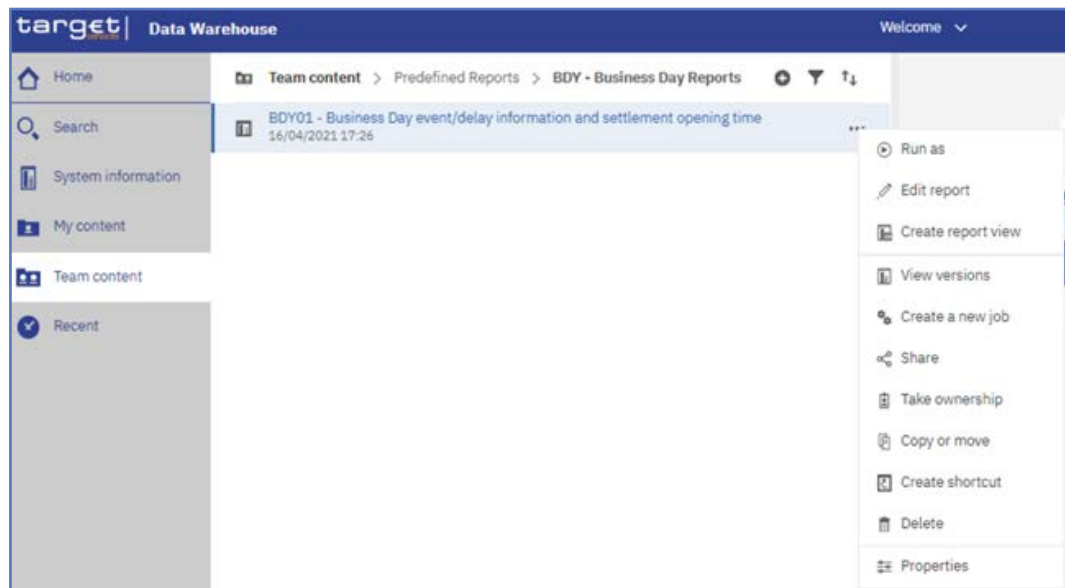 target| Data Warehouse
Welcome
Home
Search
System information
My content
Team content
Recent
Team content > Predefined Reports > BDY - Business Day Reports
BDY01 - Business Day event/delay information and settlement opening time
16/04/2021 17:26
Run as
Edit report
Create report view
View versions
Create a new job
Share
Take ownership
Copy or move
Create shortcut
Delete
Properties